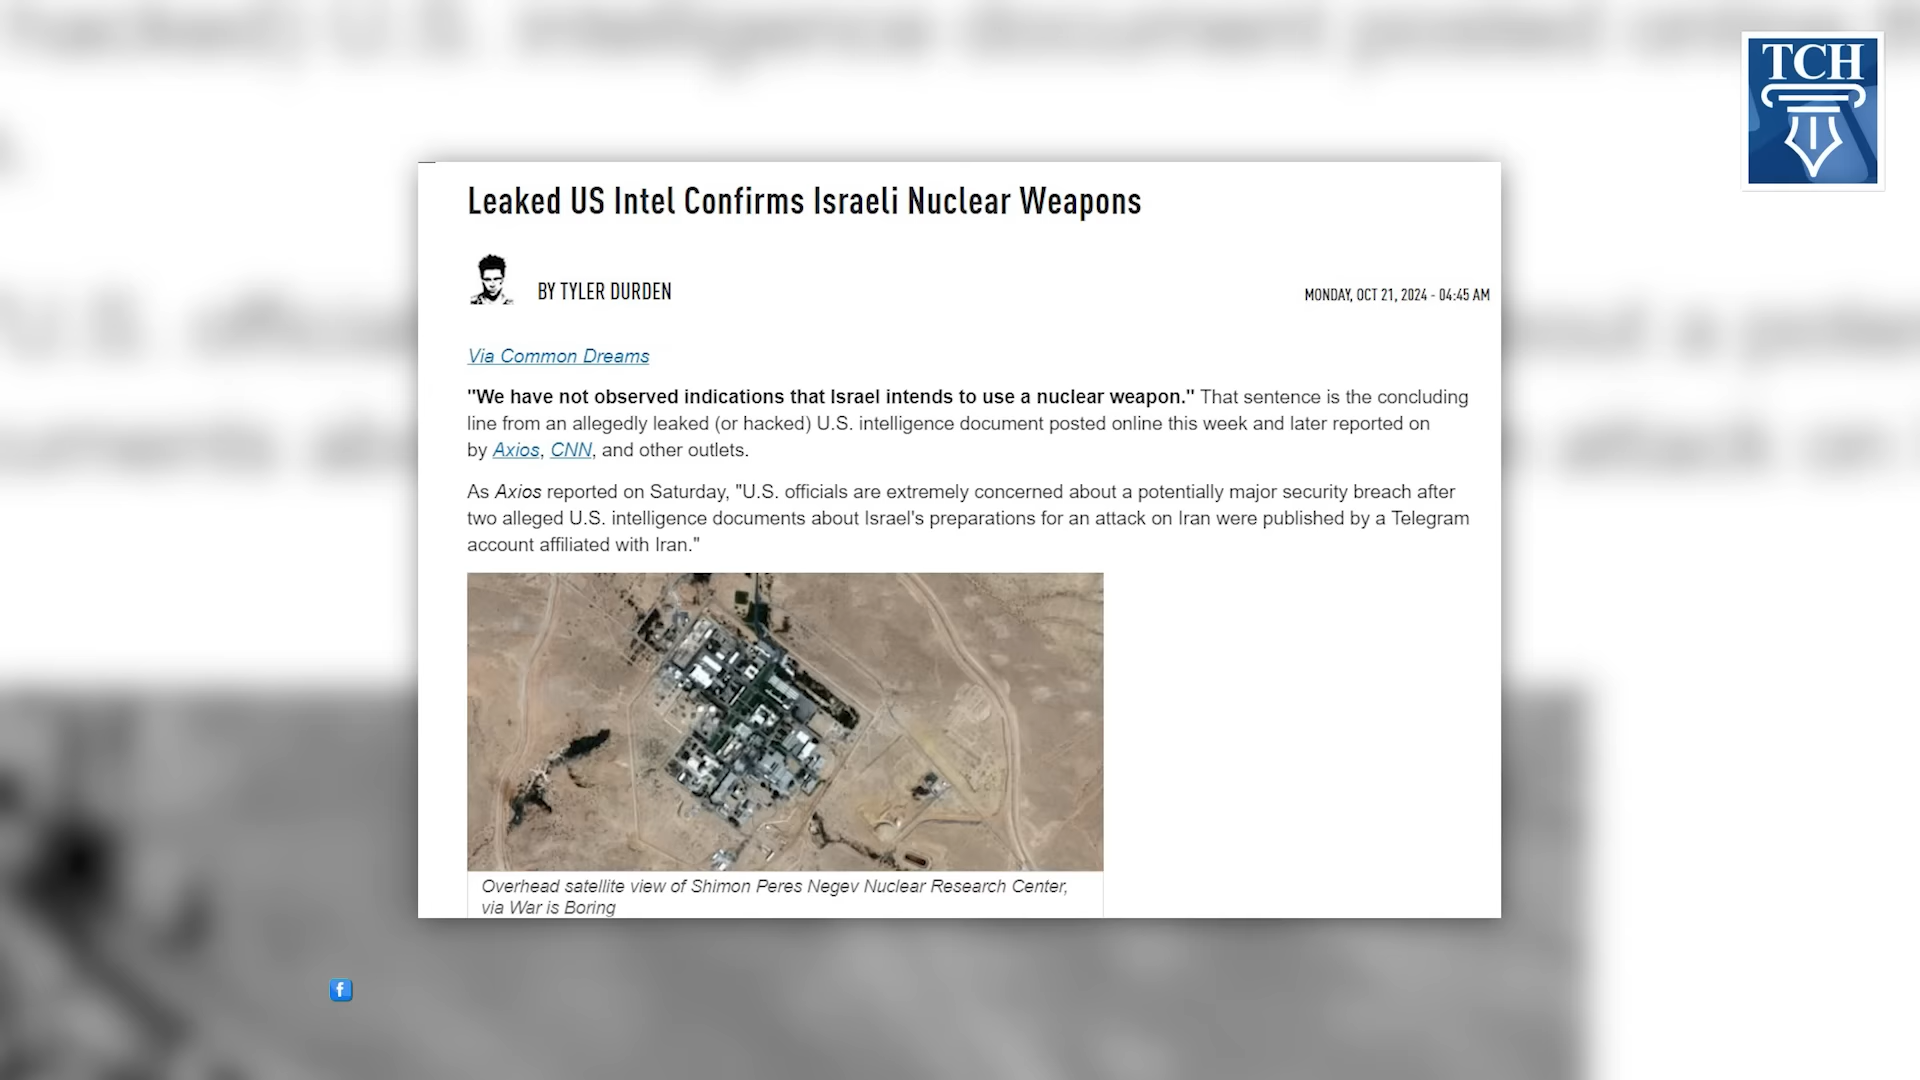 hacked) U.S. intelligence document posted online
TCH
Leaked US Intel Confirms Israeli Nuclear Weapons
BY TYLER DURDEN
MONDAY, OCT 21, 2024 - 04:45 AM
Via Common Dreams
"We have not observed indications that Israel intends to use a nuclear weapon." That sentence is the concluding
line from an allegedly leaked (or hacked) U.S. intelligence document posted online this week and later reported on
by Axios, CNN, and other outlets.
As Axios reported on Saturday, "U.S. officials are extremely concerned about a potentially major security breach after
two alleged U.S. intelligence documents about Israel's preparations for an attack on Iran were published by a Telegram
account affiliated with Iran."
Overhead satellite view of Shimon Peres Negev Nuclear Research Center,
via War is Boring
f